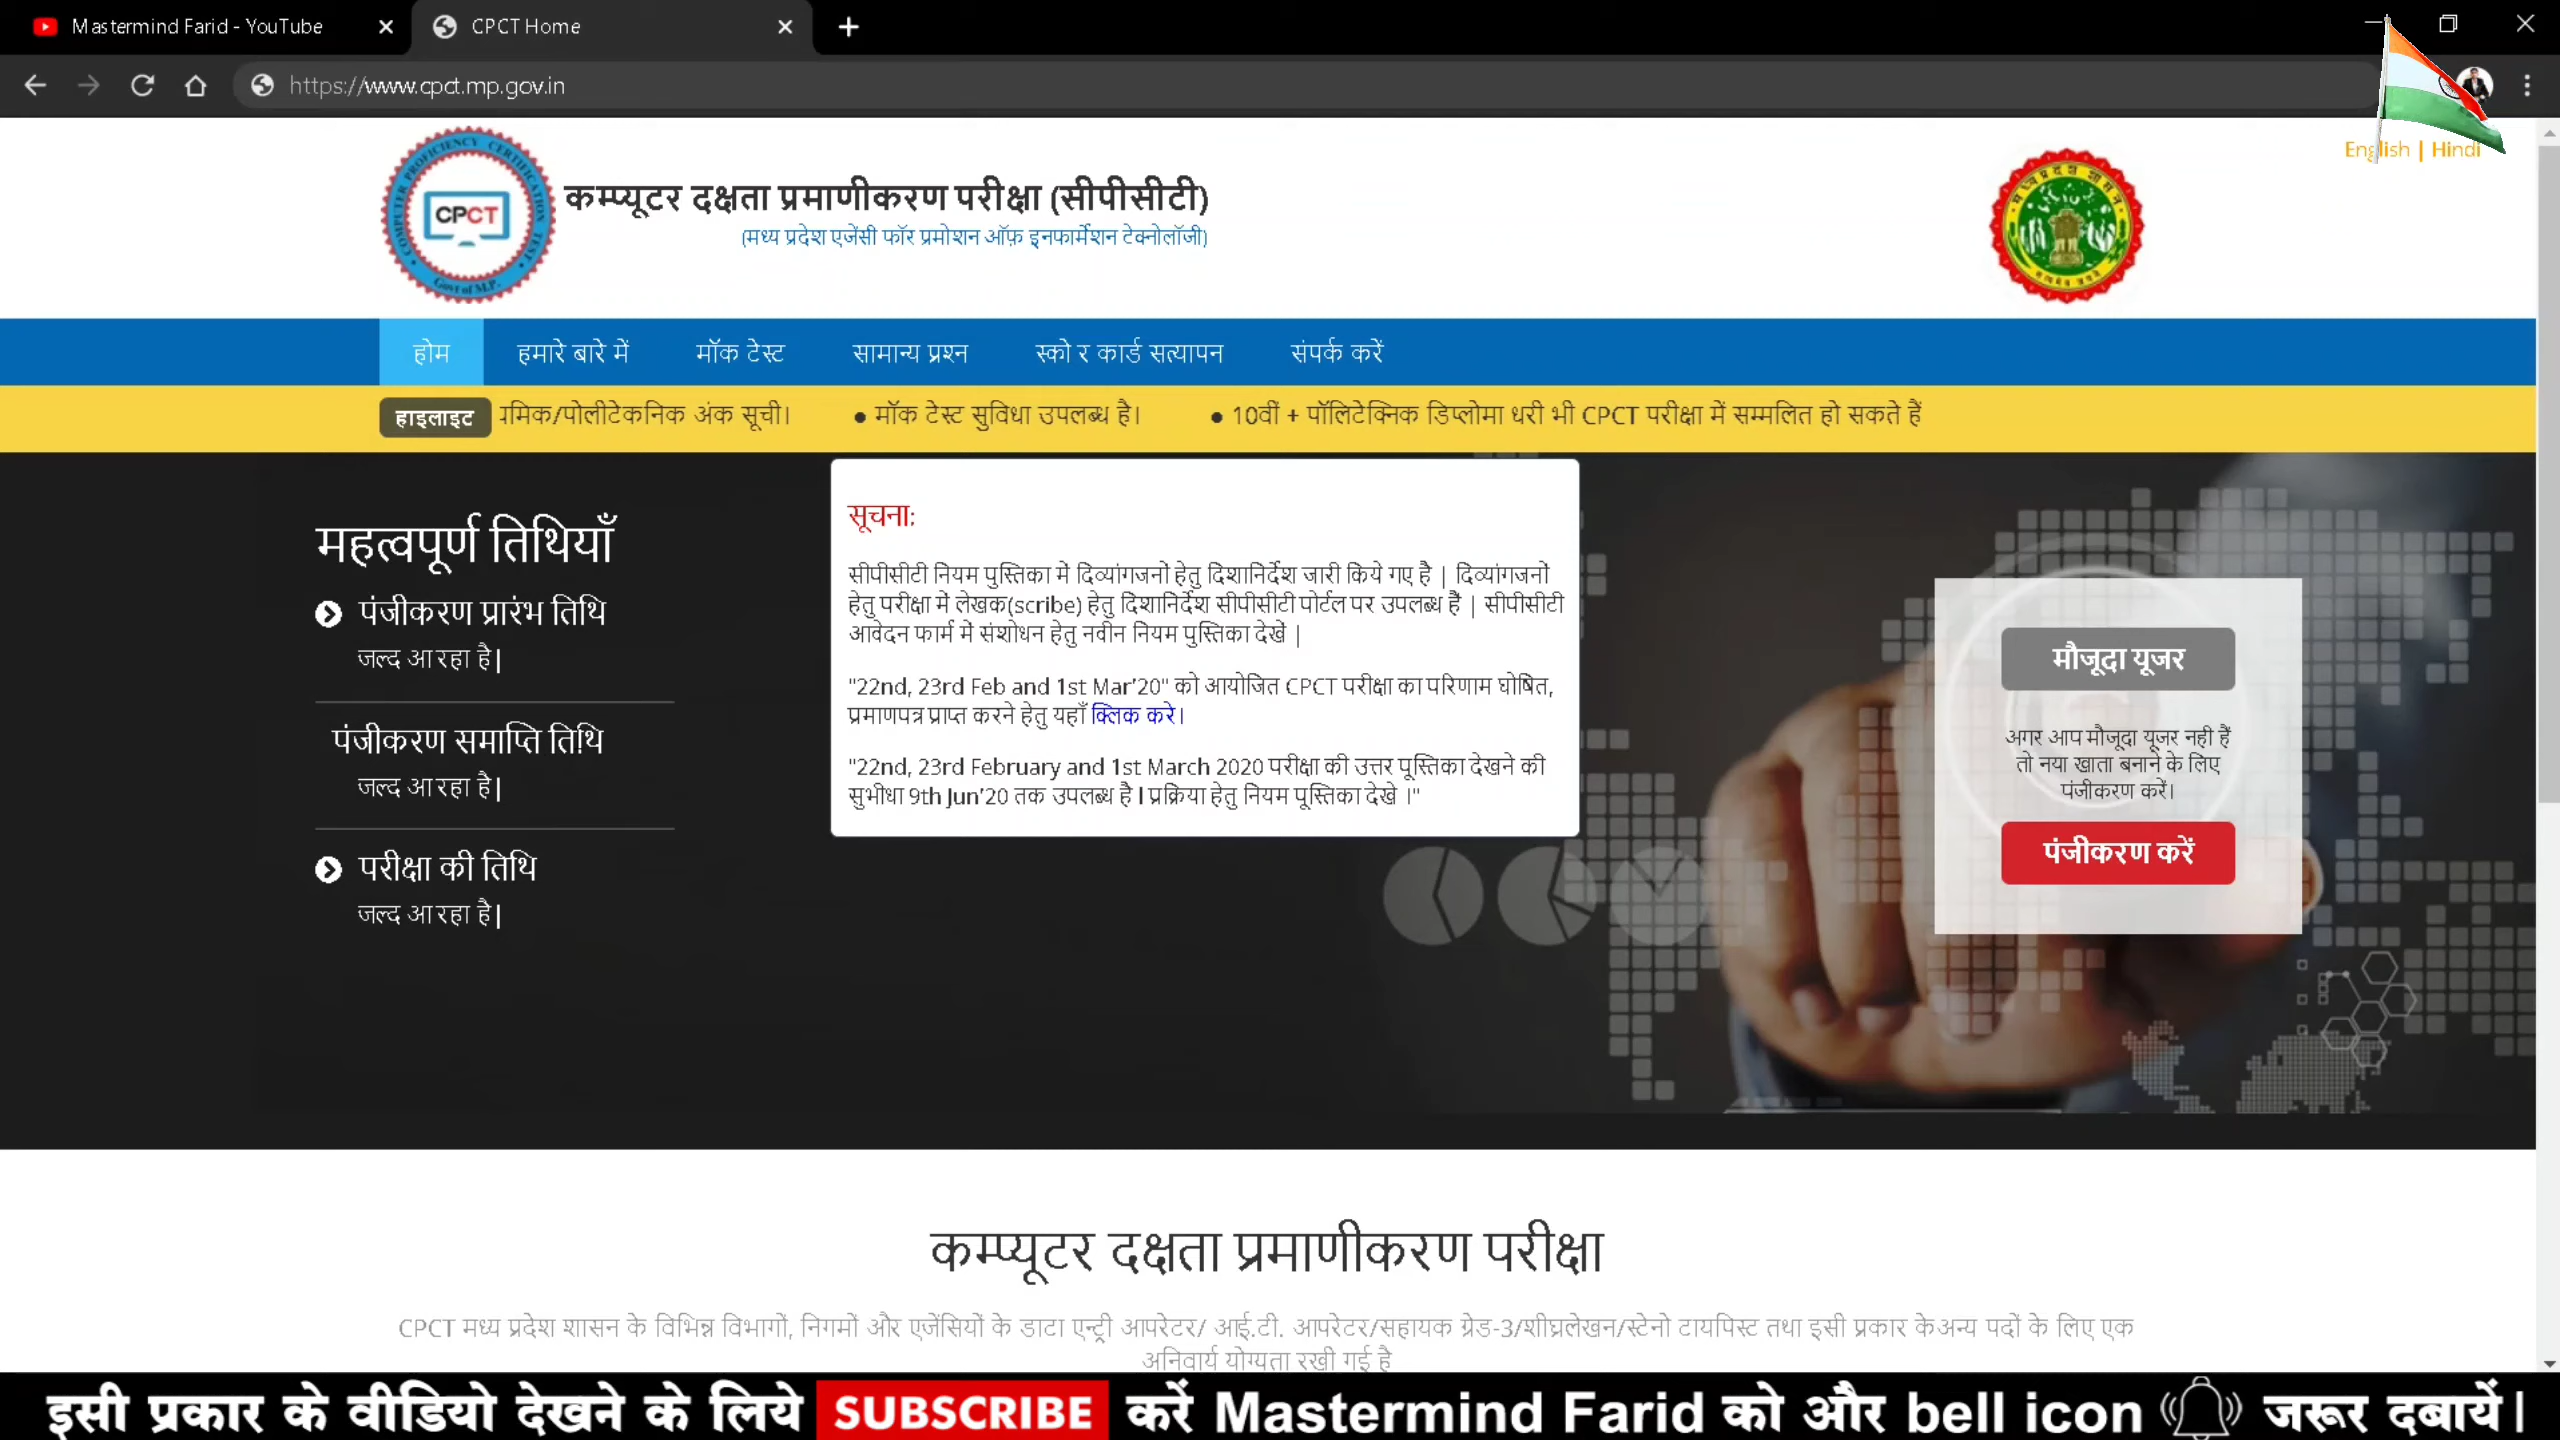 Mastermind Farid - YouTube
CPCT Home
https://www.cpct.mp.gov.in
English | Hindi
COMPUTER PROFICIENCY CERTIFICATION TEST
CPCT
Govt of M.P.
कम्प्यूटर दक्षता प्रमाणीकरण परीक्षा (सीपीसीटी)
(मध्य प्रदेश एजेंसी फॉर प्रमोशन ऑफ़ इनफार्मेशन टेक्नोलॉजी)
होम हमारे बारे में मॉक टेस्ट सामान्य प्रश्न स्को र कार्ड सत्यापन संपर्क करें
हाइलाइट यमिक/पोलीटेकनिक अंक सूची। ● मॉक टेस्ट सुविधा उपलब्ध है। ● 10वीं + पॉलिटेक्निक डिप्लोमा धरी भी CPCT परीक्षा में सम्मलित हो सकते हैं
महत्वपूर्ण तिथियाँ
पंजीकरण प्रारंभ तिथि
जल्द आ रहा है|
पंजीकरण समाप्ति तिथि
जल्द आ रहा है|
परीक्षा की तिथि
जल्द आ रहा है|
सूचना:
सीपीसीटी नियम पुस्तिका में दिव्यांगजनों हेतु दिशानिर्देश जारी किये गए है | दिव्यांगजनों
हेतु परीक्षा में लेखक(scribe) हेतु दिशानिर्देश सीपीसीटी पोर्टल पर उपलब्ध है | सीपीसीटी
आवेदन फार्म में संशोधन हेतु नवीन नियम पुस्तिका देखें |
"22nd, 23rd Feb and 1st Mar'20" को आयोजित CPCT परीक्षा का परिणाम घोषित,
प्रमाणपत्र प्राप्त करने हेतु यहाँ क्लिक करे।
"22nd, 23rd February and 1st March 2020 परीक्षा की उत्तर पूस्तिका देखने की
सुभीधा 9th Jun'20 तक उपलब्ध है I प्रक्रिया हेतु नियम पूस्तिका देखे ।"
मौजूदा यूजर
अगर आप मौजूदा यूजर नही हैं
तो नया खाता बनाने के लिए
पंजीकरण करें।
पंजीकरण करें
कम्प्यूटर दक्षता प्रमाणीकरण परीक्षा
CPCT मध्य प्रदेश शासन के विभिन्न विभागों, निगमों और एजेंसियों के डाटा एन्ट्री आपरेटर/ आई.टी. आपरेटर/सहायक ग्रेड-3/शीघ्रलेखन/स्टेनो टायपिस्ट तथा इसी प्रकार के अन्य पदों के लिए एक
अनिवार्य योग्यता रखी गई है
इसी प्रकार के वीडियो देखने के लिये SUBSCRIBE करें Mastermind Farid को और bell icon जरूर दबायें।